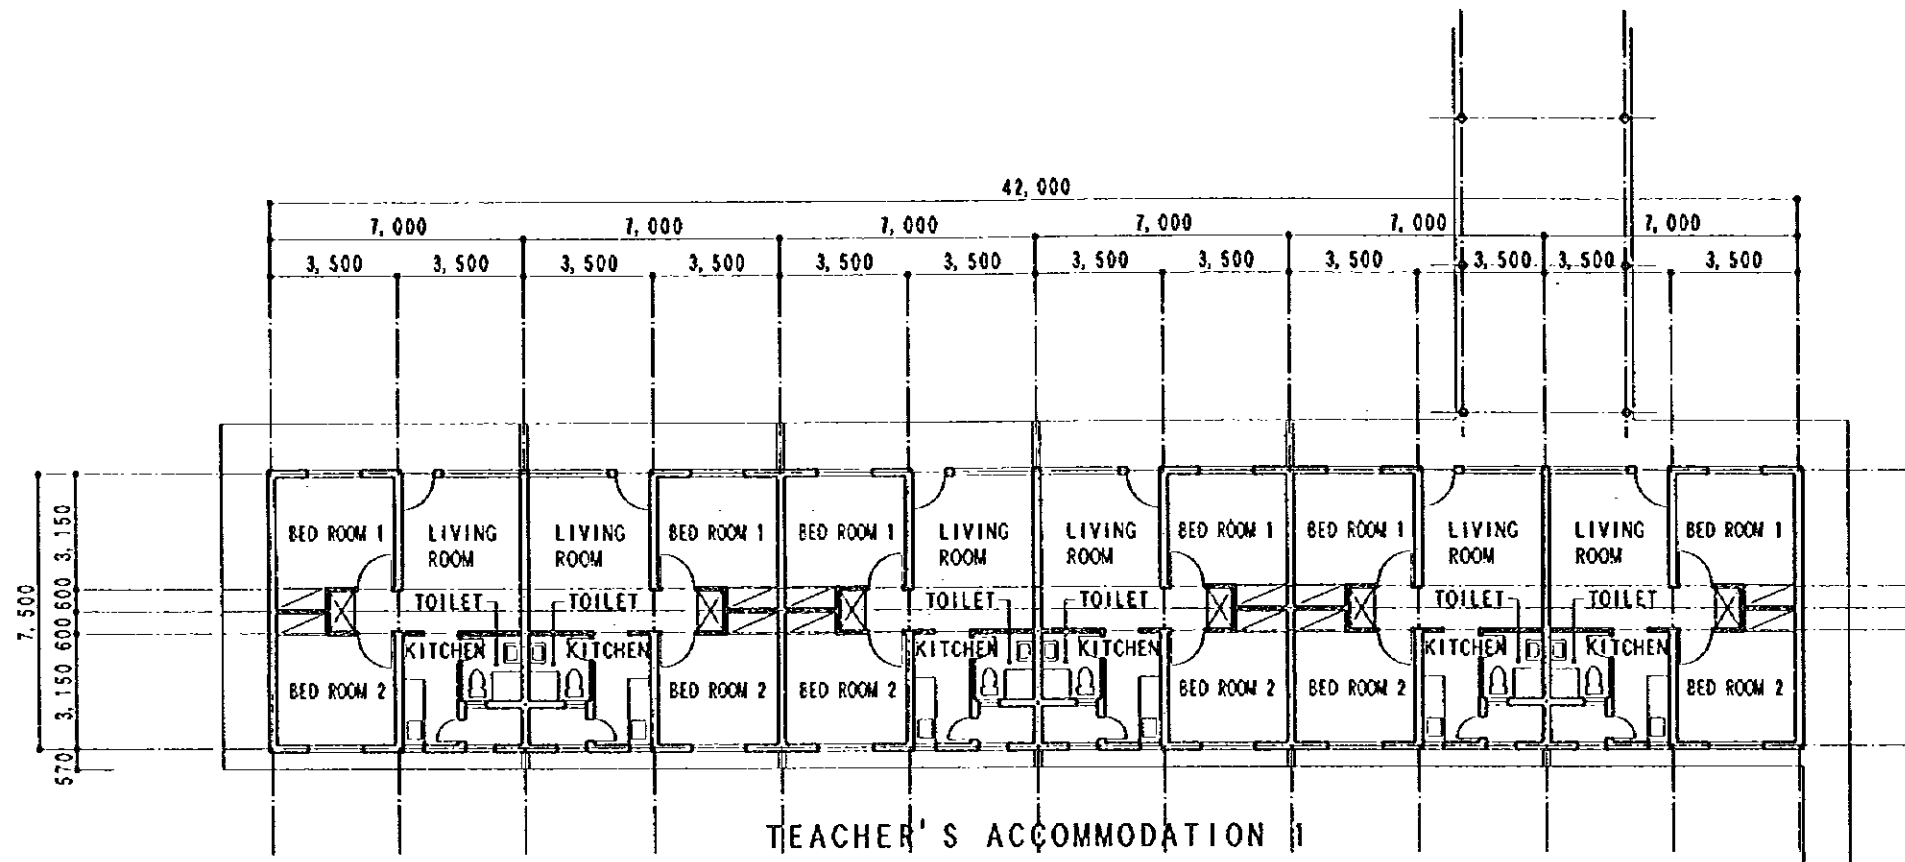 42,000
7,000 7,000 7,000 7,000 7,000 7,000
3,500 3,500 3,500 3,500 3,500 3,500 3,500 3,500 3,500 3,500 3,500 3,500
7,500
3,150
600
600
3,150
570
BED ROOM 1 LIVING ROOM LIVING ROOM BED ROOM 1 BED ROOM 1 LIVING ROOM LIVING ROOM BED ROOM 1 BED ROOM 1 LIVING ROOM LIVING ROOM BED ROOM 1
TOILET TOILET TOILET TOILET TOILET TOILET
KITCHEN KITCHEN KITCHEN KITCHEN KITCHEN KITCHEN
BED ROOM 2 BED ROOM 2 BED ROOM 2 BED ROOM 2 BED ROOM 2 BED ROOM 2
TEACHER'S ACCOMMODATION 1